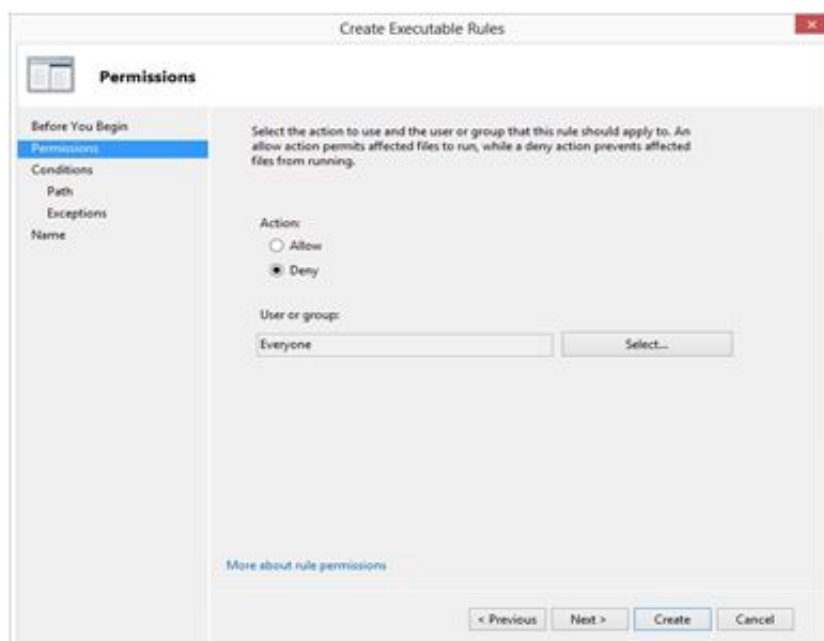 Create Executable Rules
Permissions
Before You Begin
Permissions
Conditions
Path
Exceptions
Name
Select the action to use and the user or group that this rule should apply to. An
allow action permits affected files to run, while a deny action prevents affected
files from running.
Action:
Allow
Deny
User or group:
Everyone
Select...
More about rule permissions
< Previous
Next >
Create
Cancel